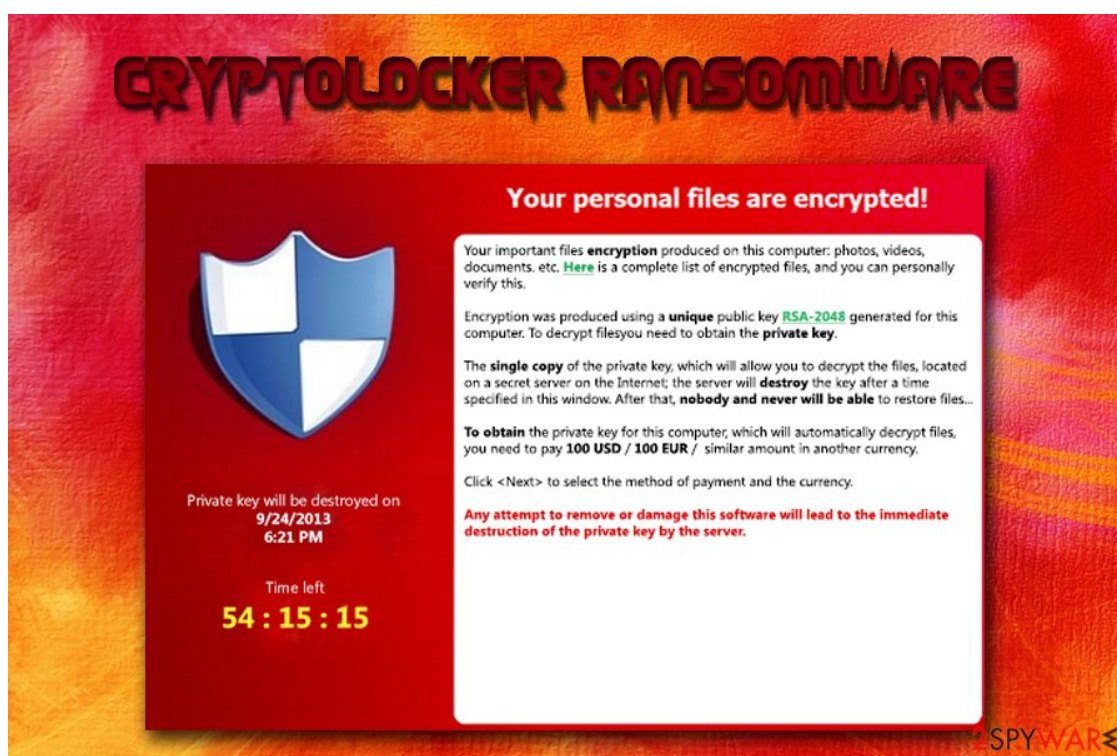 CRYPTOLOCKER RANSOMWARE
Your personal files are encrypted!
Your important files encryption produced on this computer: photos, videos,
documents. etc. Here is a complete list of encrypted files, and you can personally
verify this.
Encryption was produced using a unique public key RSA-2048 generated for this
computer. To decrypt filesyou need to obtain the private key.
The single copy of the private key, which will allow you to decrypt the files, located
on a secret server on the Internet; the server will destroy the key after a time
specified in this window. After that, nobody and never will be able to restore files...
To obtain the private key for this computer, which will automatically decrypt files,
you need to pay 100 USD / 100 EUR / similar amount in another currency.
Click <Next> to select the method of payment and the currency.
Any attempt to remove or damage this software will lead to the immediate
destruction of the private key by the server.
Private key will be destroyed on
9/24/2013
6:21 PM
Time left
54 : 15 : 15
2SPYWARE